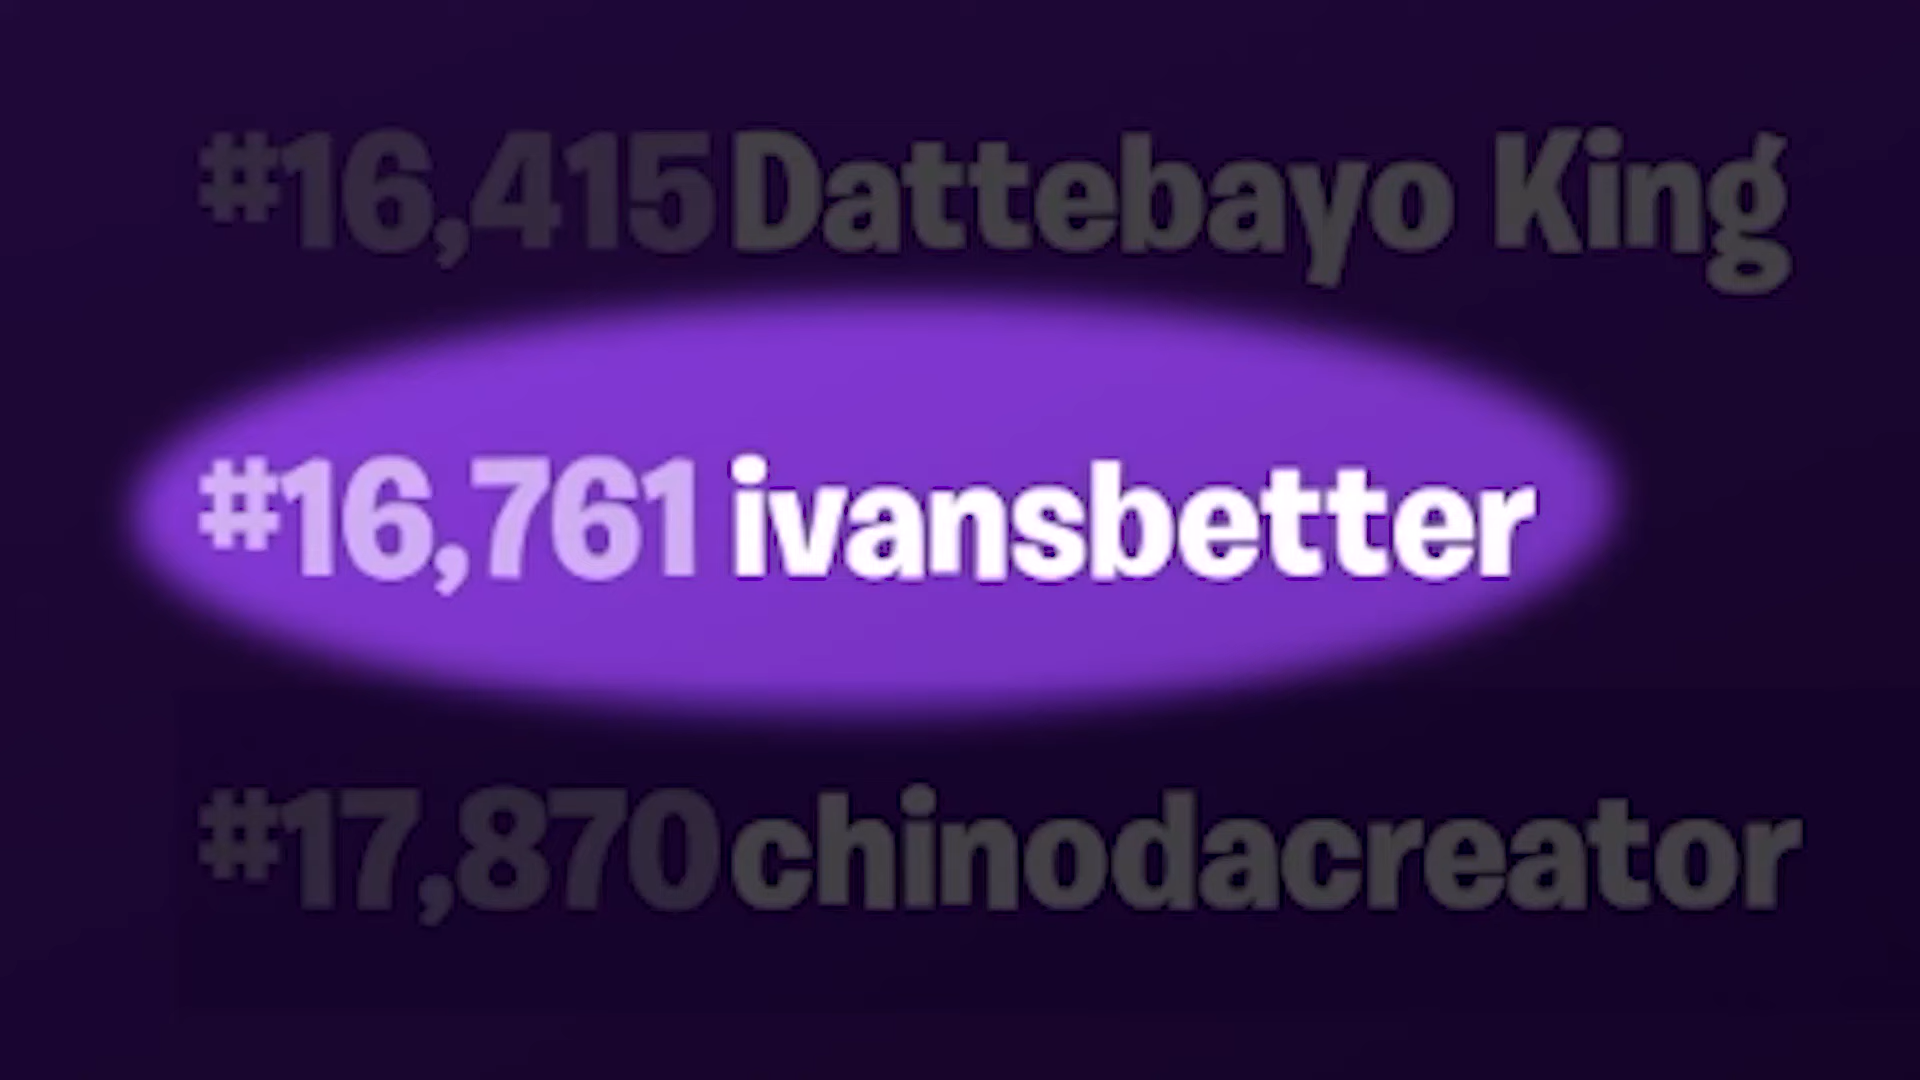 #16,415 Dattebayo King
#16,761 ivansbetter
#17,870 chinodacreator